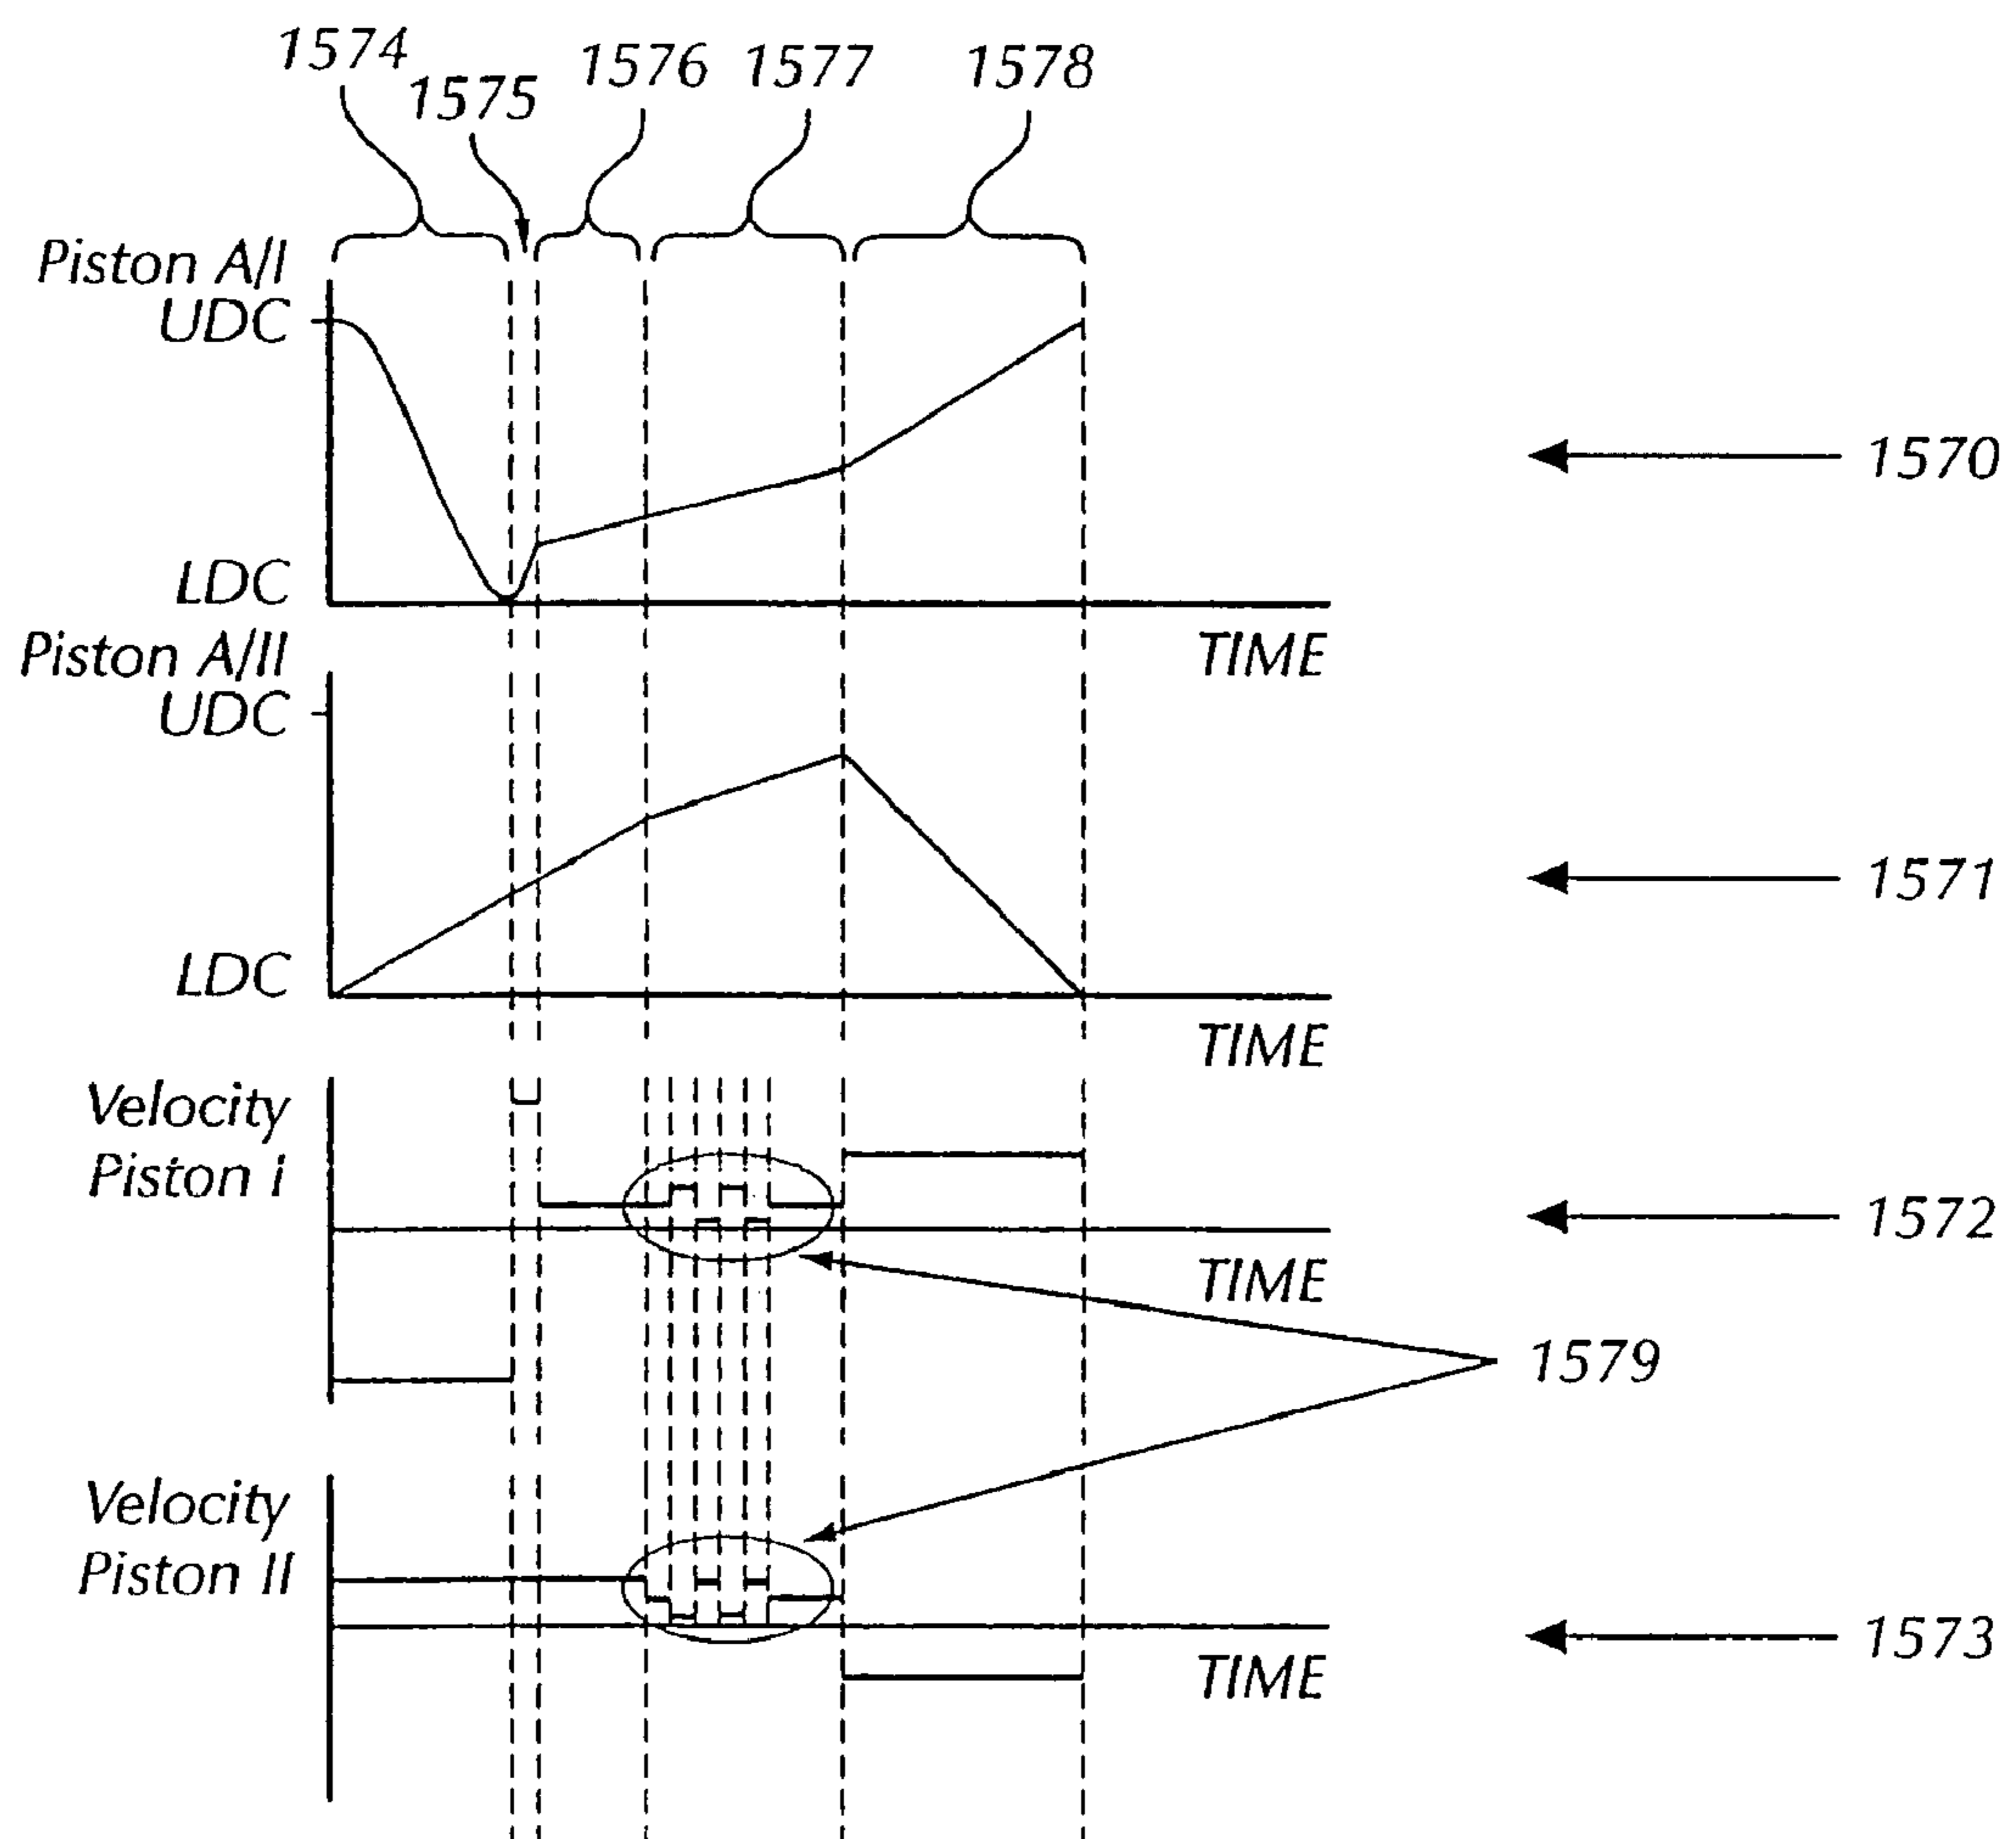 1574
1575
1576
1577
1578
Piston A/I
UDC
1570
LDC
TIME
Piston A/II
UDC
1571
LDC
TIME
Velocity
Piston I
1572
TIME
1579
Velocity
Piston II
1573
TIME